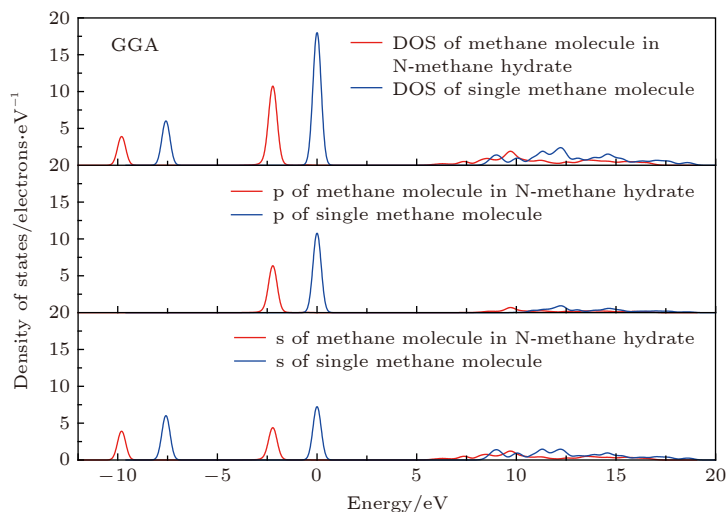 GGA
DOS of methane molecule in
N-methane hydrate
DOS of single methane molecule
20
15
10
5
20
p of methane molecule in N-methane hydrate
p of single methane molecule
15
10
5
20
s of methane molecule in N-methane hydrate
s of single methane molecule
15
10
5
0
−10
−5
0
5
10
15
20
Energy/eV
Density of states/electrons·eV⁻¹